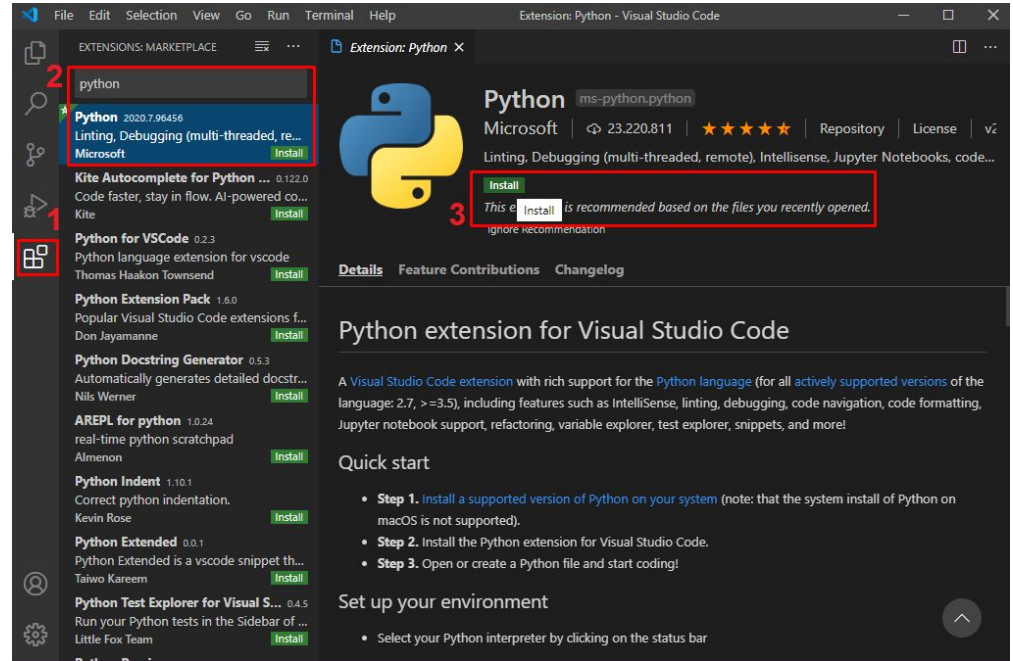 File Edit Selection View Go Run Terminal Help
Extension: Python - Visual Studio Code
EXTENSIONS: MARKETPLACE
2
python
Python 2020.7.96456
Linting, Debugging (multi-threaded, re...
Microsoft Install
Kite Autocomplete for Python ... 0.122.0
Code faster, stay in flow. AI-powered co...
Kite Install
1
Python for VSCode 0.2.3
Python language extension for vscode
Thomas Haakon Townsend Install
Python Extension Pack 1.6.0
Popular Visual Studio Code extensions f...
Don Jayamanne Install
Python Docstring Generator 0.5.3
Automatically generates detailed docstr...
Nils Werner Install
AREPL for python 1.0.24
real-time python scratchpad
Almenon Install
Python Indent 1.10.1
Correct python indentation.
Kevin Rose Install
Python Extended 0.0.1
Python Extended is a vscode snippet th...
Taiwo Kareem Install
Python Test Explorer for Visual S... 0.4.5
Run your Python tests in the Sidebar of ...
Little Fox Team Install
Extension: Python
Python ms-python.python
Microsoft 23.220.811 Repository License
Linting, Debugging (multi-threaded, remote), Intellisense, Jupyter Notebooks, code...
Install
3
This Install is recommended based on the files you recently opened.
Ignore Recommendation
Details Feature Contributions Changelog
Python extension for Visual Studio Code
A Visual Studio Code extension with rich support for the Python language (for all actively supported versions of the
language: 2.7, >=3.5), including features such as IntelliSense, linting, debugging, code navigation, code formatting,
Jupyter notebook support, refactoring, variable explorer, test explorer, snippets, and more!
Quick start
• Step 1. Install a supported version of Python on your system (note: that the system install of Python on
macOS is not supported).
• Step 2. Install the Python extension for Visual Studio Code.
• Step 3. Open or create a Python file and start coding!
Set up your environment
• Select your Python interpreter by clicking on the status bar